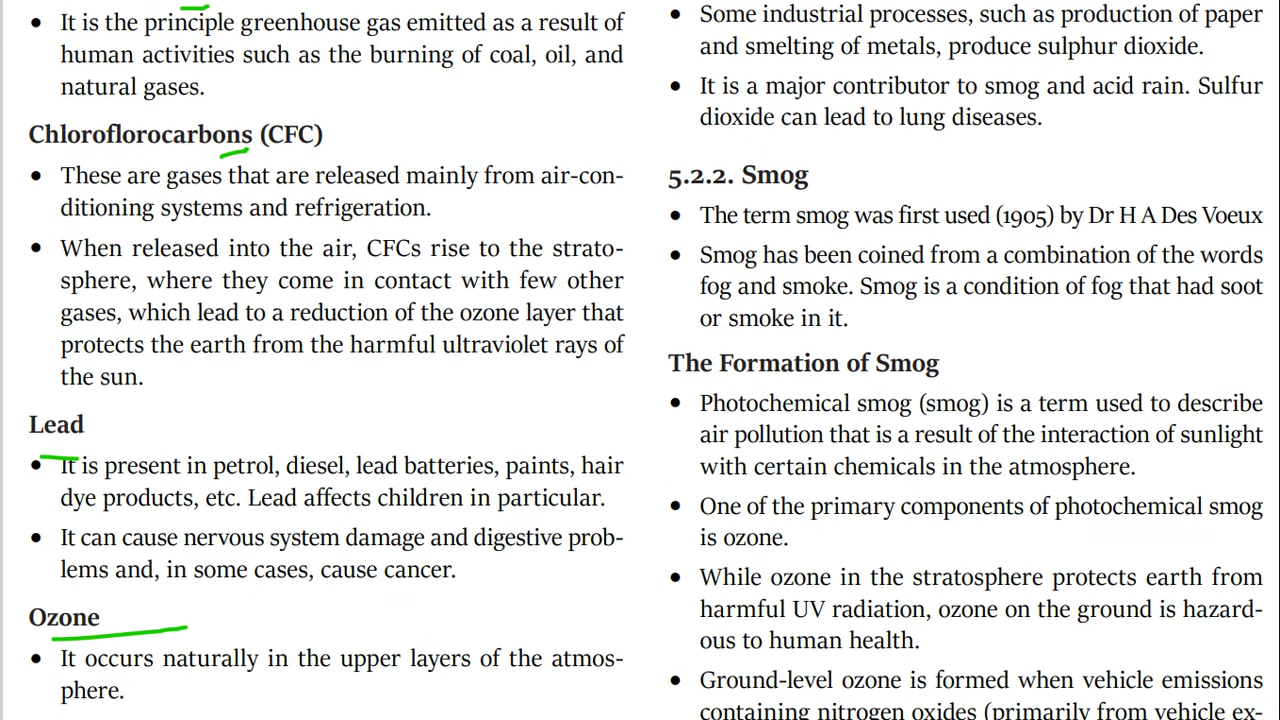 • It is the principle greenhouse gas emitted as a result of
human activities such as the burning of coal, oil, and
natural gases.
Chloroflorocarbons (CFC)
• These are gases that are released mainly from air-con-
ditioning systems and refrigeration.
• When released into the air, CFCs rise to the strato-
sphere, where they come in contact with few other
gases, which lead to a reduction of the ozone layer that
protects the earth from the harmful ultraviolet rays of
the sun.
Lead
• It is present in petrol, diesel, lead batteries, paints, hair
dye products, etc. Lead affects children in particular.
• It can cause nervous system damage and digestive prob-
lems and, in some cases, cause cancer.
Ozone
• It occurs naturally in the upper layers of the atmos-
phere.
• Some industrial processes, such as production of paper
and smelting of metals, produce sulphur dioxide.
• It is a major contributor to smog and acid rain. Sulfur
dioxide can lead to lung diseases.
5.2.2. Smog
• The term smog was first used (1905) by Dr H A Des Voeux
• Smog has been coined from a combination of the words
fog and smoke. Smog is a condition of fog that had soot
or smoke in it.
The Formation of Smog
• Photochemical smog (smog) is a term used to describe
air pollution that is a result of the interaction of sunlight
with certain chemicals in the atmosphere.
• One of the primary components of photochemical smog
is ozone.
• While ozone in the stratosphere protects earth from
harmful UV radiation, ozone on the ground is hazard-
ous to human health.
• Ground-level ozone is formed when vehicle emissions
containing nitrogen oxides (primarily from vehicle ex-